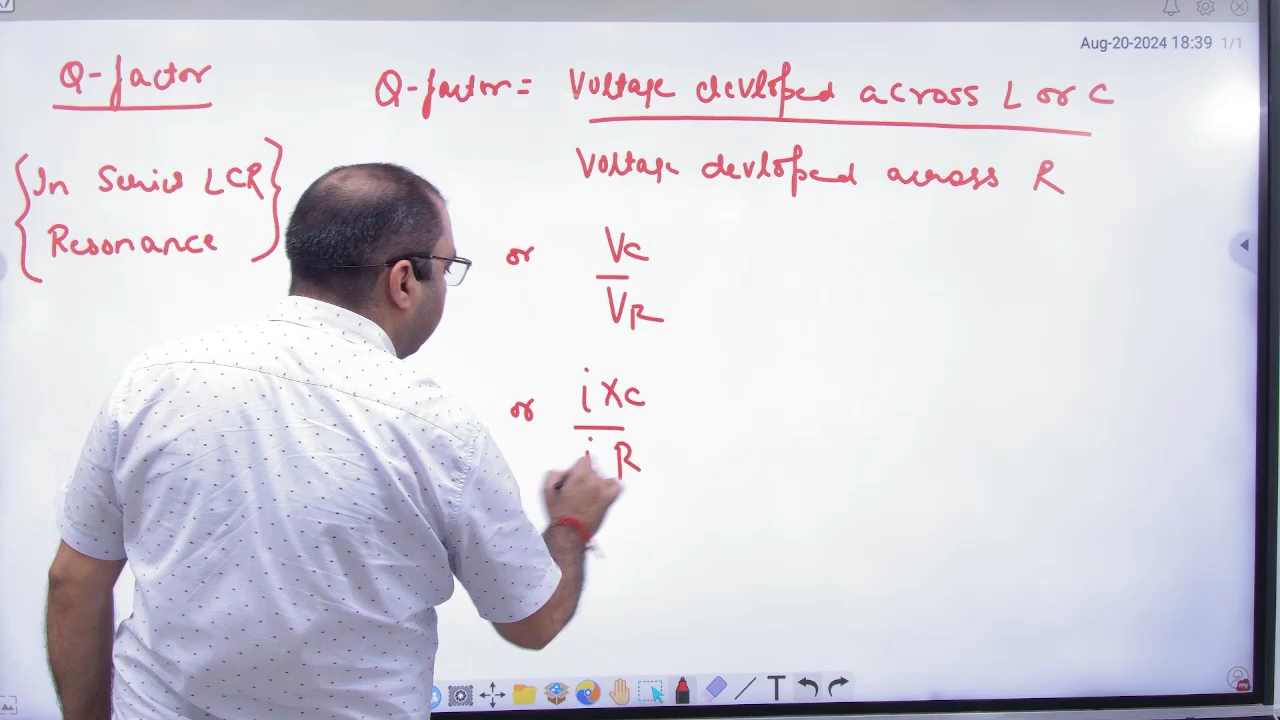 Aug-20-2024 18:39 1/1
Q-factor
Q-factor = Voltage devloped across L or C
Voltage devloped across R
{In Series LCR
Resonance}
or Vc
VR
or i Xc
i R
T